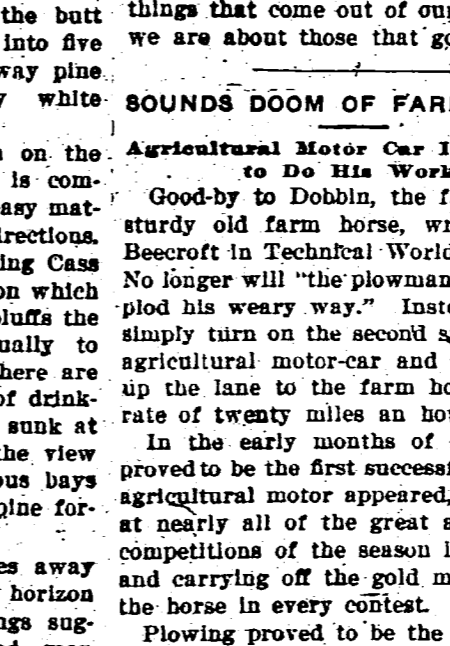 the butt
into five
way pine
white
on the
is com-
easy mat-
directions.
ing Cass
on which
bluffs the
ually to
here are
of drink-
sunk at
the view
ous bays
pine for-
es away
horizon
ngs sug-
things that come out of our
we are about those that go
SOUNDS DOOM OF FAR
Agricultural Motor Car I
to Do His Work
Good-by to Dobbin, the f
sturdy old farm horse, wr
Beecroft in Technical World
No longer will "the plowman
plod his weary way." Inste
simply turn on the second s
agricultural motor-car and
up the lane to the farm ho
rate of twenty miles an hou
In the early months of
proved to be the first successf
agricultural motor appeared,
at nearly all of the great a
competitions of the season i
and carrying off the gold m
the horse in every contest.
Plowing proved to be the